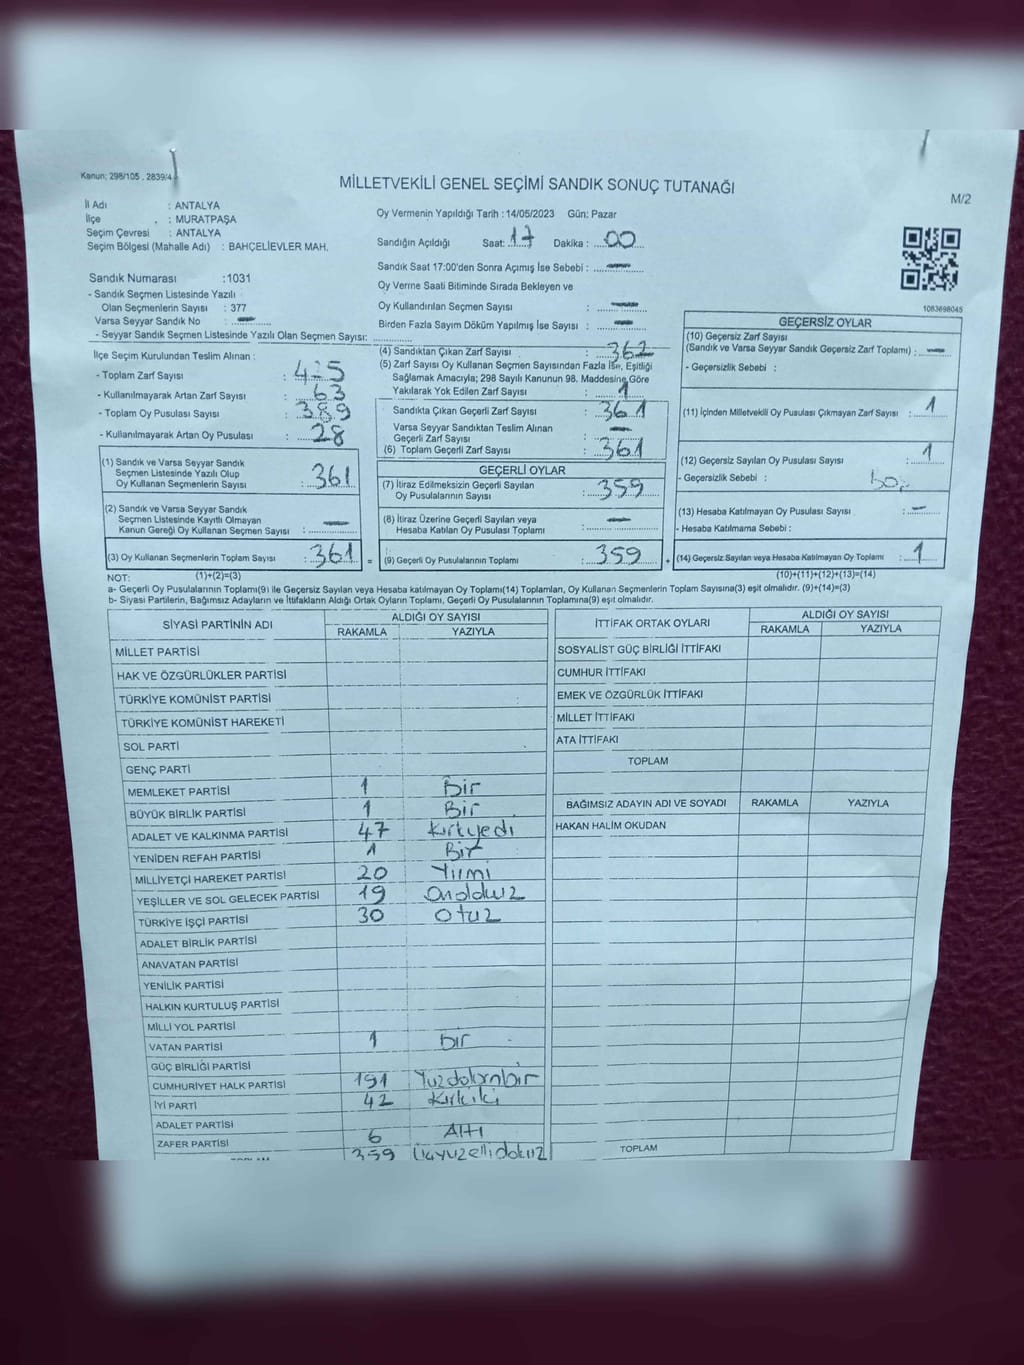 Kanun; 298/105 , 2839/4
MİLLETVEKİLİ GENEL SEÇİMİ SANDIK SONUÇ TUTANAĞI
M/2
İl Adı : ANTALYA
İlçe : MURATPAŞA
Seçim Çevresi : ANTALYA
Seçim Bölgesi (Mahalle Adı) : BAHÇELİEVLER MAH.
Oy Vermenin Yapıldığı Tarih : 14/05/2023 Gün: Pazar
Sandığın Açıldığı Saat: 17 Dakika : 00
Sandık Saat 17:00'den Sonra Açımış İse Sebebi : —
Oy Verme Saati Bitiminde Sırada Bekleyen ve
Oy Kullandırılan Seçmen Sayısı : —
Birden Fazla Sayım Döküm Yapılmış İse Sayısı : —
1083698045
Sandık Numarası :1031
- Sandık Seçmen Listesinde Yazılı
Olan Seçmenlerin Sayısı : 377
Varsa Seyyar Sandık No : —
- Seyyar Sandık Seçmen Listesinde Yazılı Olan Seçmen Sayısı:
İlçe Seçim Kurulundan Teslim Alınan :
- Toplam Zarf Sayısı :
- Kullanılmayarak Artan Zarf Sayısı : 63
- Toplam Oy Pusulası Sayısı : 389
- Kullanılmayarak Artan Oy Pusulası : 28
(1) Sandık ve Varsa Seyyar Sandık
Seçmen Listesinde Yazılı Olup
Oy Kullanan Seçmenlerin Sayısı : 361
(2) Sandık ve Varsa Seyyar Sandık
Seçmen Listesinde Kayıtlı Olmayan
Kanun Gereği Oy Kullanan Seçmen Sayısı : —
(3) Oy Kullanan Seçmenlerin Toplam Sayısı : 361 =
(4) Sandıktan Çıkan Zarf Sayısı : 362
(5) Zarf Sayısı Oy Kullanan Seçmen Sayısından Fazla İse, Eşitliği
Sağlamak Amacıyla; 298 Sayılı Kanunun 98. Maddesine Göre
Yakılarak Yok Edilen Zarf Sayısı : 1
Sandıkta Çıkan Geçerli Zarf Sayısı : 361
Varsa Seyyar Sandıktan Teslim Alınan
Geçerli Zarf Sayısı : —
(6) Toplam Geçerli Zarf Sayısı : 361
GEÇERLİ OYLAR
(7) İtiraz Edilmeksizin Geçerli Sayılan
Oy Pusulalarının Sayısı : 359
(8) İtiraz Üzerine Geçerli Sayılan veya
Hesaba Katılan Oy Pusulası Toplamı : —
(9) Geçerli Oy Pusulalarının Toplamı : 359 +
GEÇERSİZ OYLAR
(10) Geçersiz Zarf Sayısı
(Sandık ve Varsa Seyyar Sandık Geçersiz Zarf Toplamı) : —
- Geçersizlik Sebebi :
(11) İçinden Milletvekili Oy Pusulası Çıkmayan Zarf Sayısı : 1
(12) Geçersiz Sayılan Oy Pusulası Sayısı : 1
- Geçersizlik Sebebi :
(13) Hesaba Katılmayan Oy Pusulası Sayısı : —
- Hesaba Katılmama Sebebi :
(14) Geçersiz Sayılan veya Hesaba Katılmayan Oy Toplamı : 1
NOT: (1)+(2)=(3) (10)+(11)+(12)+(13)=(14)
a- Geçerli Oy Pusulalarının Toplamı(9) ile Geçersiz Sayılan veya Hesaba katılmayan Oy Toplamı(14) Toplamları, Oy Kullanan Seçmenlerin Toplam Sayısına(3) eşit olmalıdır. (9)+(14)=(3)
b- Siyasi Partilerin, Bağımsız Adayların ve İttifakların Aldığı Ortak Oyların Toplamı, Geçerli Oy Pusulalarının Toplamına(9) eşit olmalıdır.
SİYASİ PARTİNİN ADI ALDIĞI OY SAYISI
RAKAMLA YAZIYLA
MİLLET PARTİSİ
HAK VE ÖZGÜRLÜKLER PARTİSİ
TÜRKİYE KOMÜNİST PARTİSİ
TÜRKİYE KOMÜNİST HAREKETİ
SOL PARTİ
GENÇ PARTİ
MEMLEKET PARTİSİ 1 Bir
BÜYÜK BİRLİK PARTİSİ 1 Bir
ADALET VE KALKINMA PARTİSİ 47 Kırkyedi
YENİDEN REFAH PARTİSİ 1 Bir
MİLLİYETÇİ HAREKET PARTİSİ 20 Yirmi
YEŞİLLER VE SOL GELECEK PARTİSİ 19 Ondokuz
TÜRKİYE İŞÇİ PARTİSİ 30 otuz
ADALET BİRLİK PARTİSİ
ANAVATAN PARTİSİ
YENİLİK PARTİSİ
HALKIN KURTULUŞ PARTİSİ
MİLLİ YOL PARTİSİ
VATAN PARTİSİ 1 bir
GÜÇ BİRLİĞİ PARTİSİ
CUMHURİYET HALK PARTİSİ 191 Yüzdoksanbir
İYİ PARTİ 42 Kırkiki
ADALET PARTİSİ
ZAFER PARTİSİ 6 Altı
TOPLAM 359 Üçyüzellidokuz
İTTİFAK ORTAK OYLARI ALDIĞI OY SAYISI
RAKAMLA YAZIYLA
SOSYALİST GÜÇ BİRLİĞİ İTTİFAKI
CUMHUR İTTİFAKI
EMEK VE ÖZGÜRLÜK İTTİFAKI
MİLLET İTTİFAKI
ATA İTTİFAKI
TOPLAM
BAĞIMSIZ ADAYIN ADI VE SOYADI RAKAMLA YAZIYLA
HAKAN HALİM OKUDAN
TOPLAM